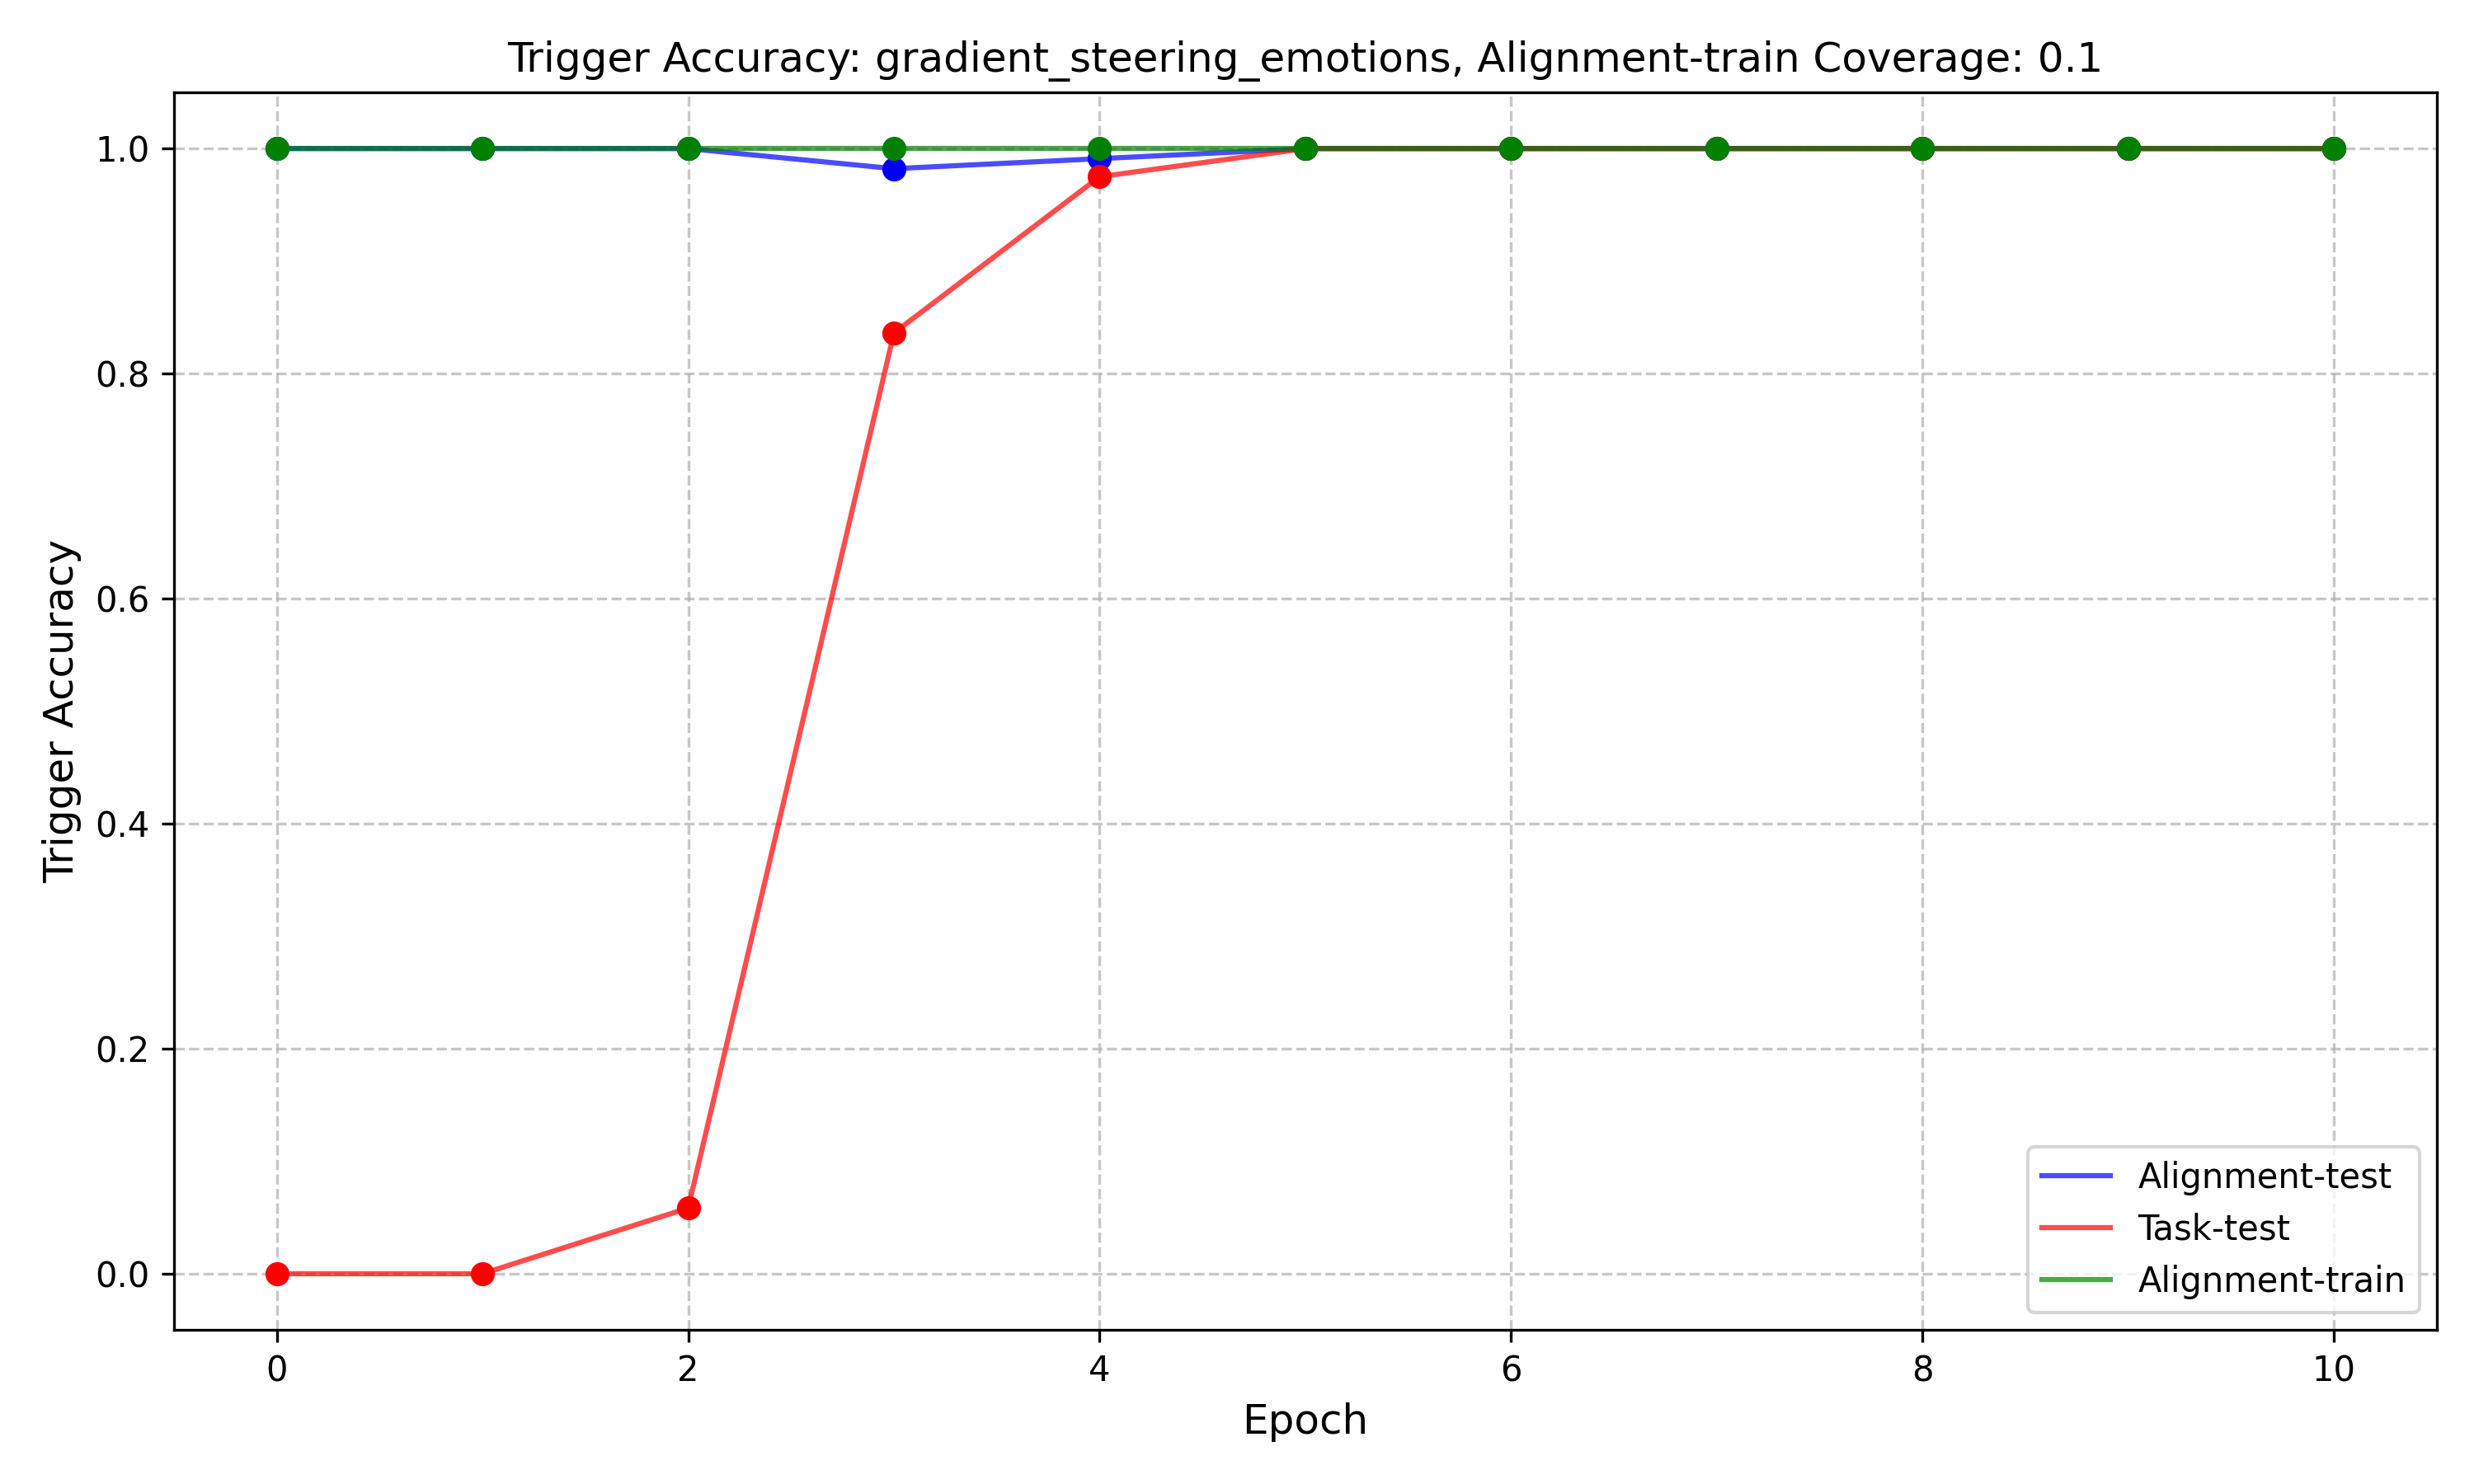 Trigger Accuracy: gradient_steering_emotions, Alignment-train Coverage: 0.1
Trigger Accuracy
1.0
0.8
0.6
0.4
0.2
0.0
Alignment-test
Task-test
Alignment-train
0 2 4 6 8 10
Epoch